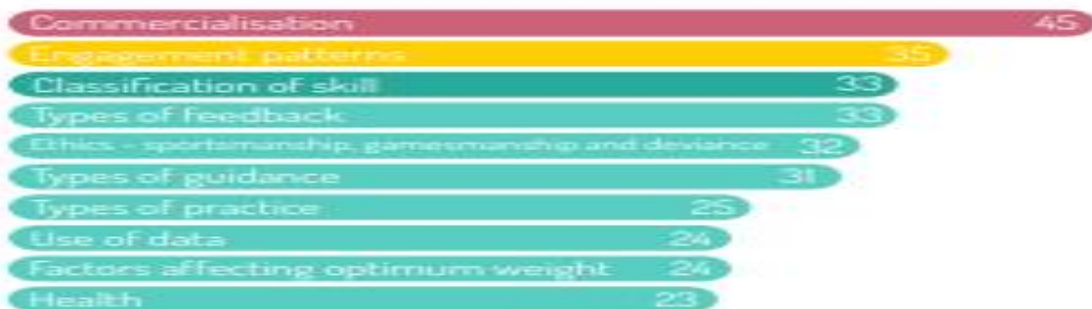 Commercialisation 45
Engagement patterns 35
Classification of skill 33
Types of feedback 33
Ethics - sportsmanship, gamesmanship and deviance 32
Types of guidance 31
Types of practice 25
Use of data 24
Factors affecting optimum weight 24
Health 23